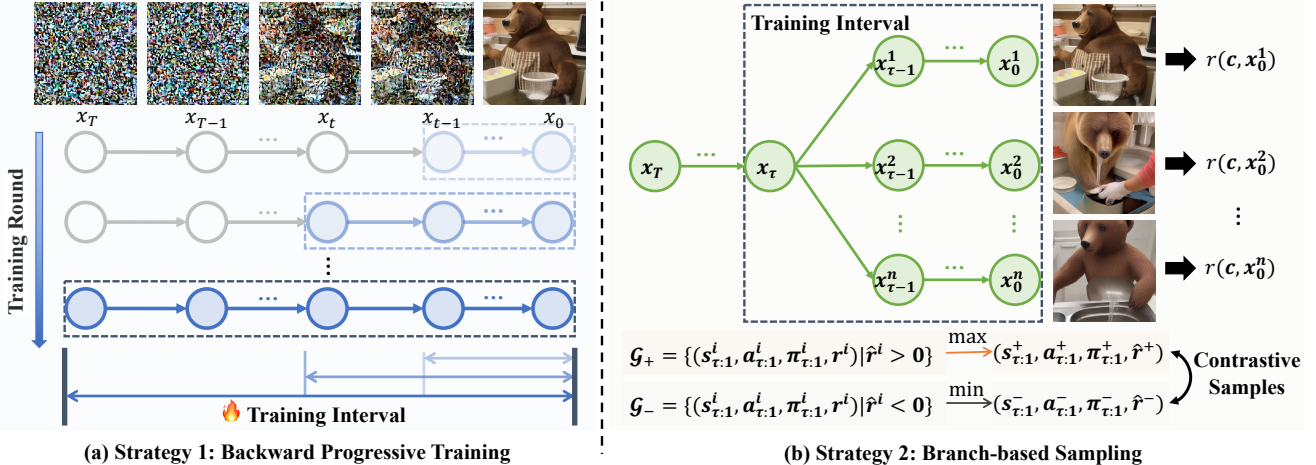 x_T x_{T-1} x_t x_{t-1} x_0
... ...
... ...
⋮
... ...
Training Round
Training Interval
(a) Strategy 1: Backward Progressive Training
Training Interval
x_T ... x_τ
x^1_{τ-1} ... x^1_0
r(c, x^1_0)
x^2_{τ-1} ... x^2_0
r(c, x^2_0)
⋮ ⋮ ⋮
x^n_{τ-1} ... x^n_0
r(c, x^n_0)
𝒢_+ = {(s^i_{τ:1}, a^i_{τ:1}, π^i_{τ:1}, r^i)|r̂^i > 0} max (s^+_{τ:1}, a^+_{τ:1}, π^+_{τ:1}, r̂^+)
𝒢_− = {(s^i_{τ:1}, a^i_{τ:1}, π^i_{τ:1}, r^i)|r̂^i < 0} min (s^-_{τ:1}, a^-_{τ:1}, π^-_{τ:1}, r̂^-)
Contrastive
Samples
(b) Strategy 2: Branch-based Sampling